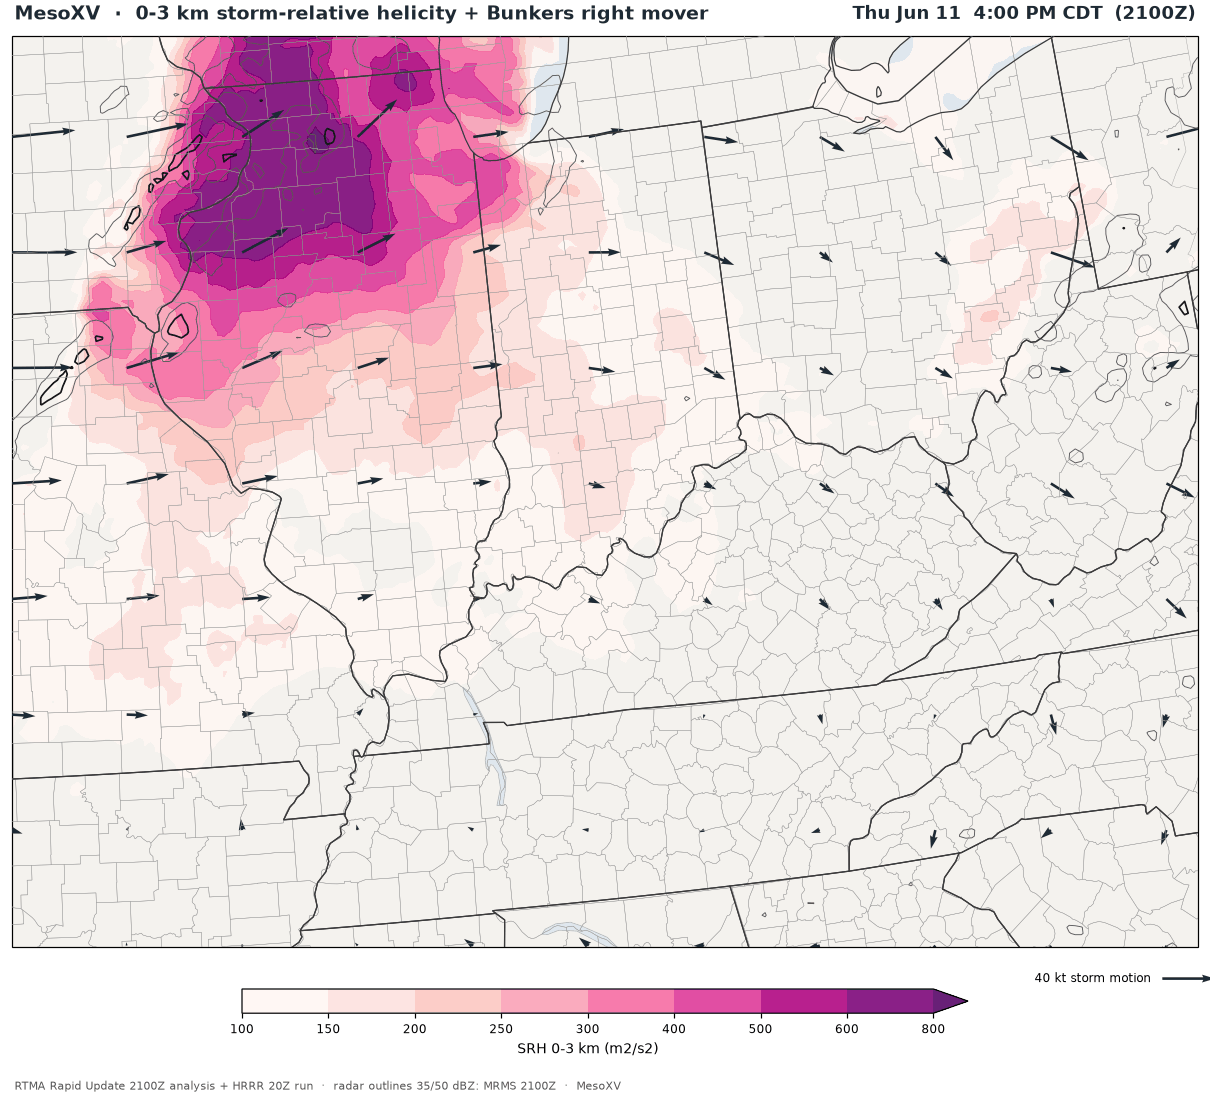 MesoXV · 0-3 km storm-relative helicity + Bunkers right mover
Thu Jun 11 4:00 PM CDT (2100Z)
40 kt storm motion
100 150 200 250 300 400 500 600 800
SRH 0-3 km (m2/s2)
RTMA Rapid Update 2100Z analysis + HRRR 20Z run · radar outlines 35/50 dBZ: MRMS 2100Z · MesoXV